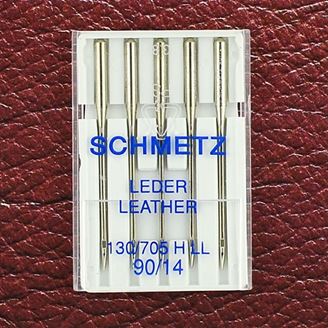 SCHMETZ
LEDER
LEATHER
130/705 H LL
90/14